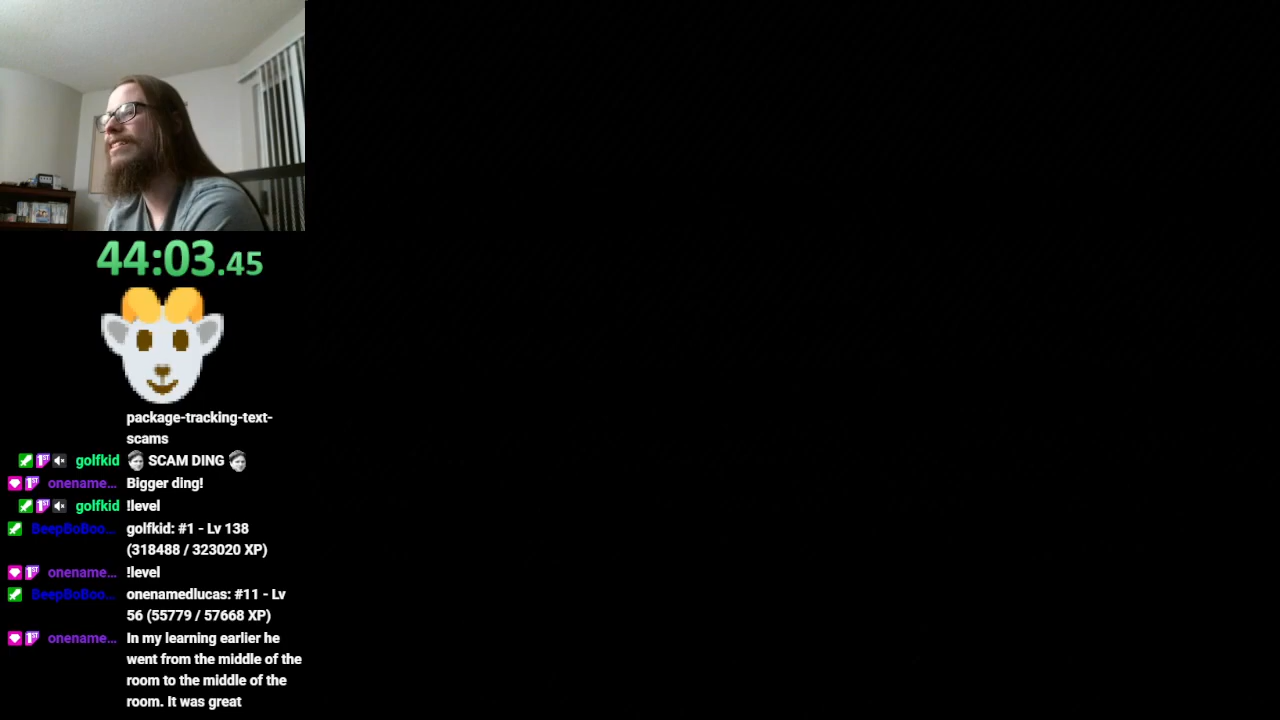 44:03.45
package-tracking-text-
scams
golfkid SCAM DING
onename... Bigger ding!
golfkid !level
BeepBoBoo... golfkid: #1 - Lv 138
(318488 / 323020 XP)
onename... !level
BeepBoBoo... onenamedlucas: #11 - Lv
56 (55779 / 57668 XP)
onename... In my learning earlier he
went from the middle of the
room to the middle of the
room. It was great